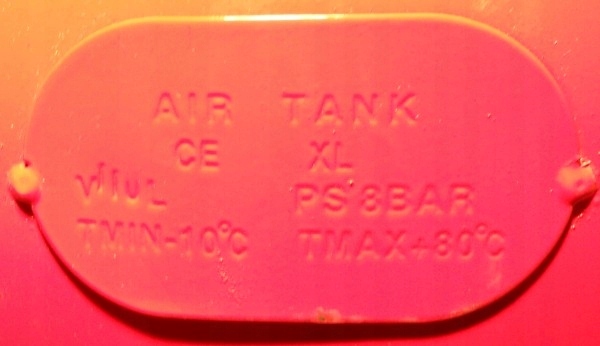 AIR TANK
CE XL
PS 8BAR
TMIN-10°C TMAX+80°C